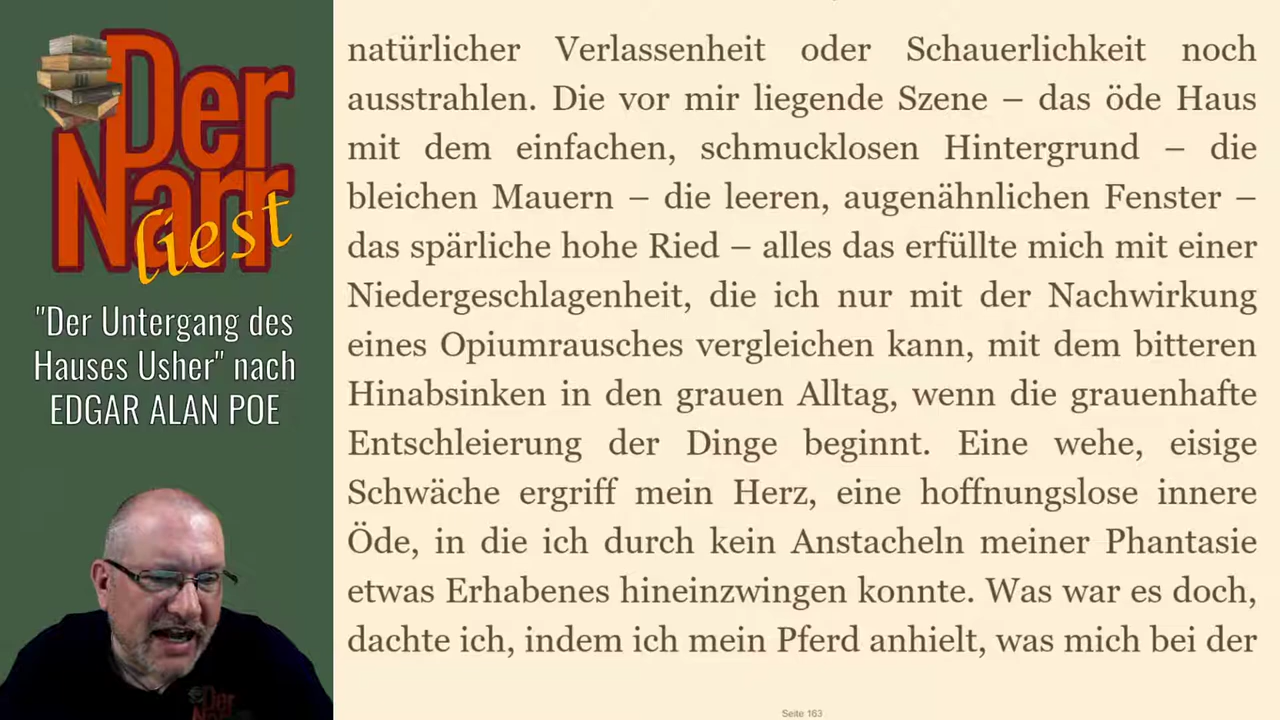 Der
Narr
liest
"Der Untergang des
Hauses Usher" nach
EDGAR ALAN POE
natürlicher Verlassenheit oder Schauerlichkeit noch
ausstrahlen. Die vor mir liegende Szene – das öde Haus
mit dem einfachen, schmucklosen Hintergrund – die
bleichen Mauern – die leeren, augenähnlichen Fenster –
das spärliche hohe Ried – alles das erfüllte mich mit einer
Niedergeschlagenheit, die ich nur mit der Nachwirkung
eines Opiumrausches vergleichen kann, mit dem bitteren
Hinabsinken in den grauen Alltag, wenn die grauenhafte
Entschleierung der Dinge beginnt. Eine wehe, eisige
Schwäche ergriff mein Herz, eine hoffnungslose innere
Öde, in die ich durch kein Anstacheln meiner Phantasie
etwas Erhabenes hineinzwingen konnte. Was war es doch,
dachte ich, indem ich mein Pferd anhielt, was mich bei der
Seite 163
Der
Narr